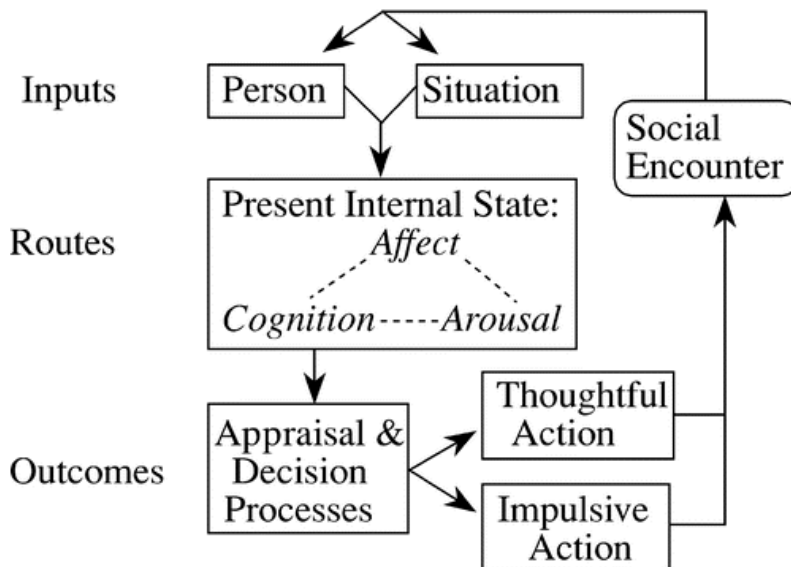 Inputs
Person
Situation
Social
Encounter
Routes
Present Internal State:
Affect
Cognition
Arousal
Outcomes
Appraisal &
Decision
Processes
Thoughtful
Action
Impulsive
Action